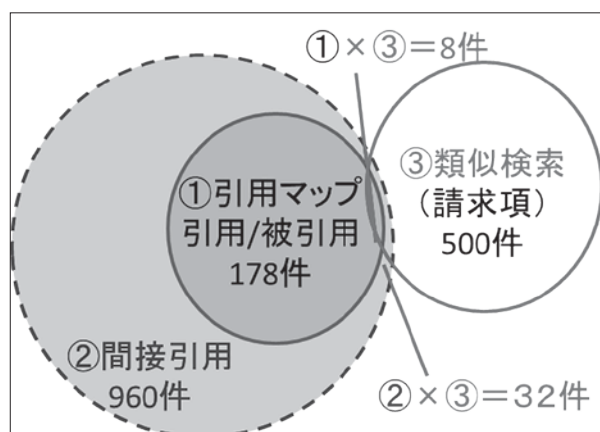 ①×③＝8件
③類似検索
（請求項）
500件
①引用マップ
引用/被引用
178件
②間接引用
960件
②×③＝32件